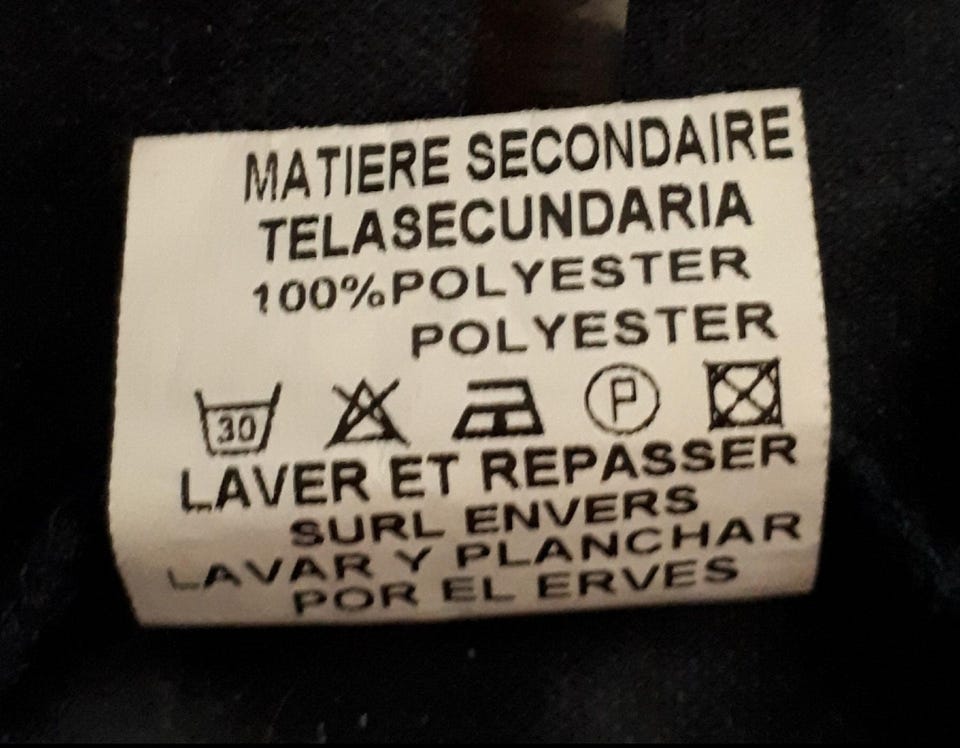 MATIERE SECONDAIRE
TELASECUNDARIA
100%POLYESTER
POLYESTER
30 P
LAVER ET REPASSER
SURL ENVERS
LAVAR Y PLANCHAR
POR EL ERVES